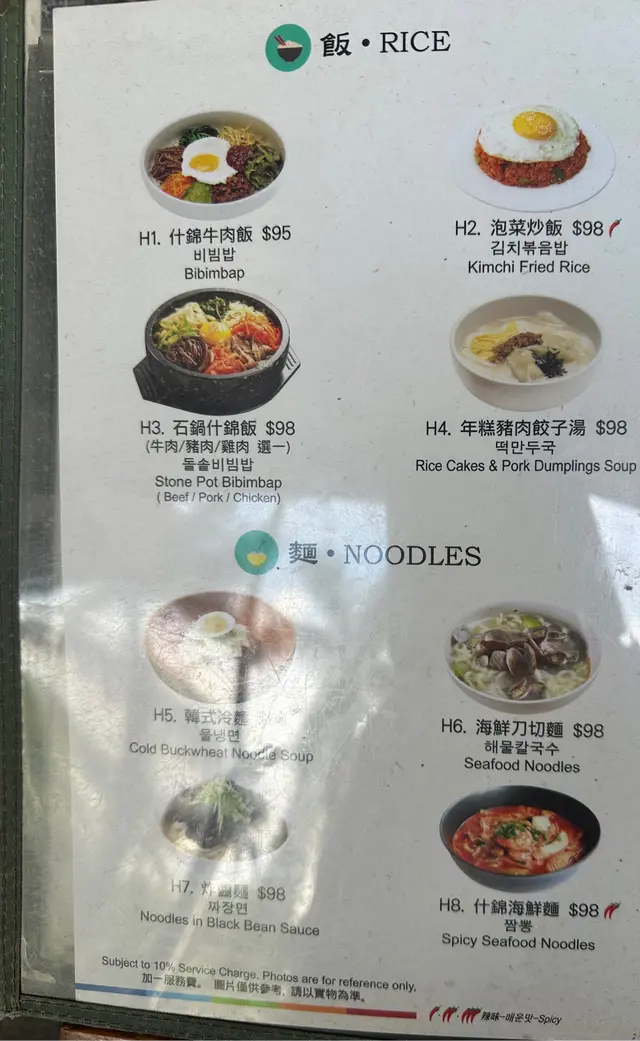 飯 • RICE
H1. 什錦牛肉飯 $95
비빔밥
Bibimbap
H2. 泡菜炒飯 $98
김치볶음밥
Kimchi Fried Rice
H3. 石鍋什錦飯 $98
(牛肉/豬肉/雞肉 選一)
돌솥비빔밥
Stone Pot Bibimbap
( Beef / Pork / Chicken)
H4. 年糕豬肉餃子湯 $98
떡만두국
Rice Cakes & Pork Dumplings Soup
麵 • NOODLES
H5. 韓式冷麵
물냉면
Cold Buckwheat Noodle Soup
H6. 海鮮刀切麵 $98
해물칼국수
Seafood Noodles
H7. 炸醬麵 $98
짜장면
Noodles in Black Bean Sauce
H8. 什錦海鮮麵 $98
짬뽕
Spicy Seafood Noodles
Subject to 10% Service Charge, Photos are for reference only,
加一服務費。 圖片僅供參考, 請以實物為準。
辣味-매운맛-Spicy